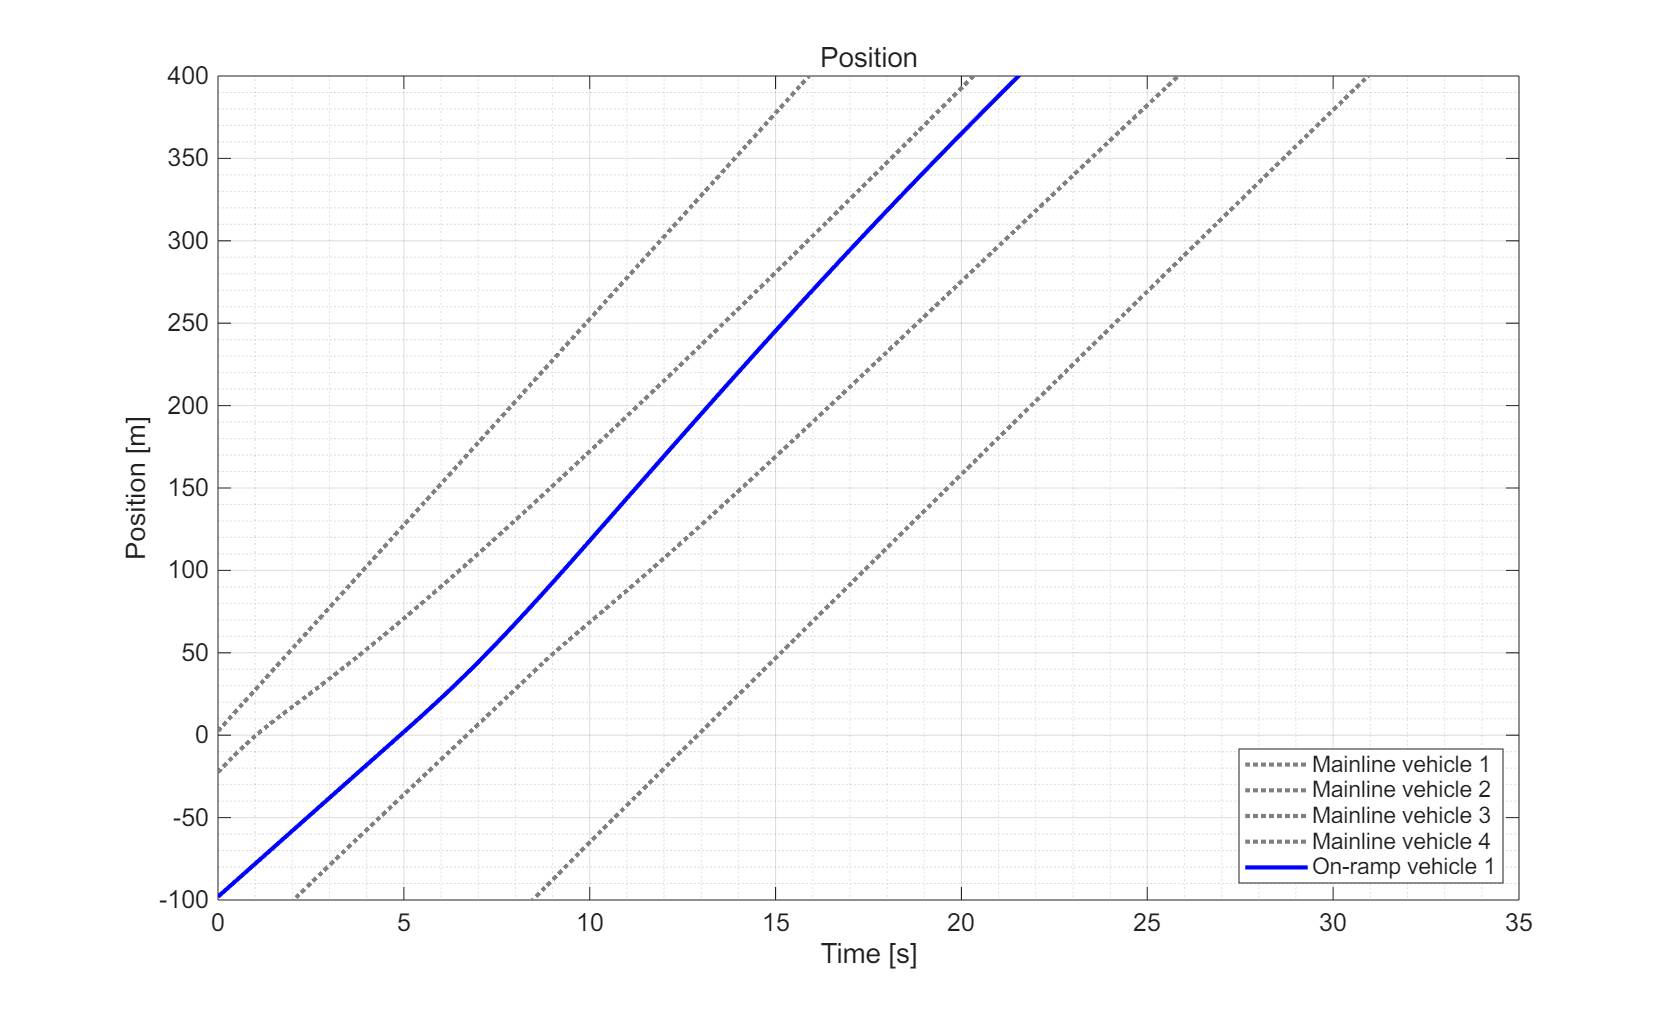 Position
400
350
300
250
200
150
100
50
0
-50
-100
Position [m]
0 5 10 15 20 25 30 35
Time [s]
Mainline vehicle 1
Mainline vehicle 2
Mainline vehicle 3
Mainline vehicle 4
On-ramp vehicle 1